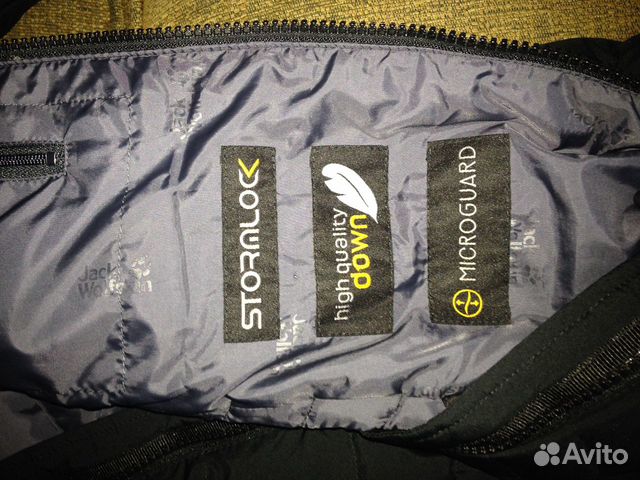 STORMLOCK
high quality
down
MICROGUARD
Jack
Wolfskin
Avito